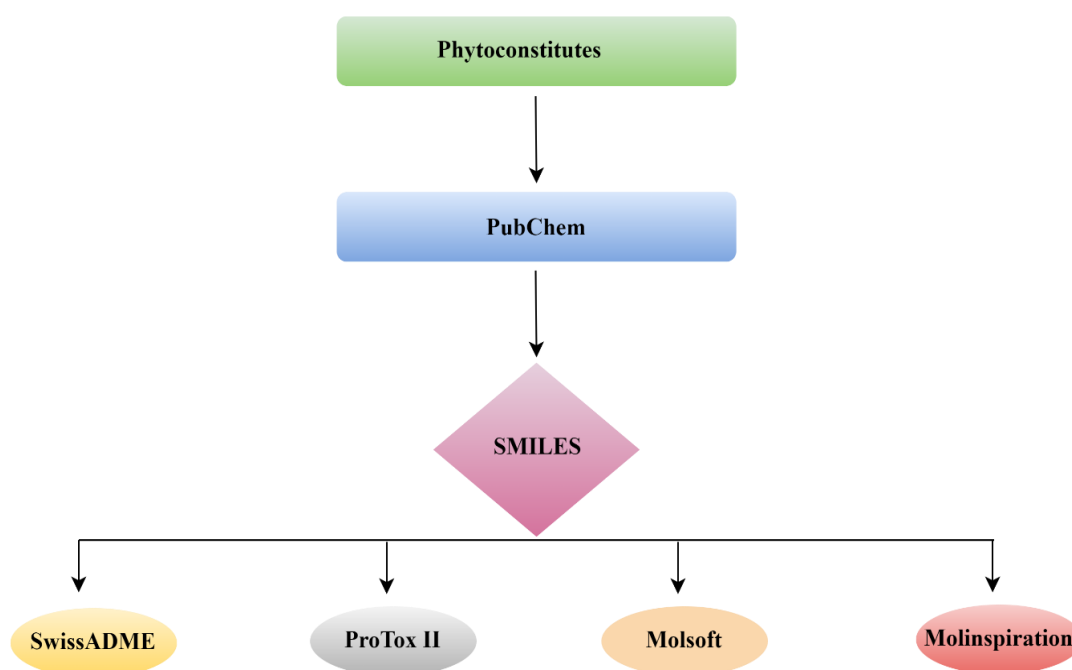 Phytoconstitutes
PubChem
SMILES
SwissADME
ProTox II
Molsoft
Molinspiration